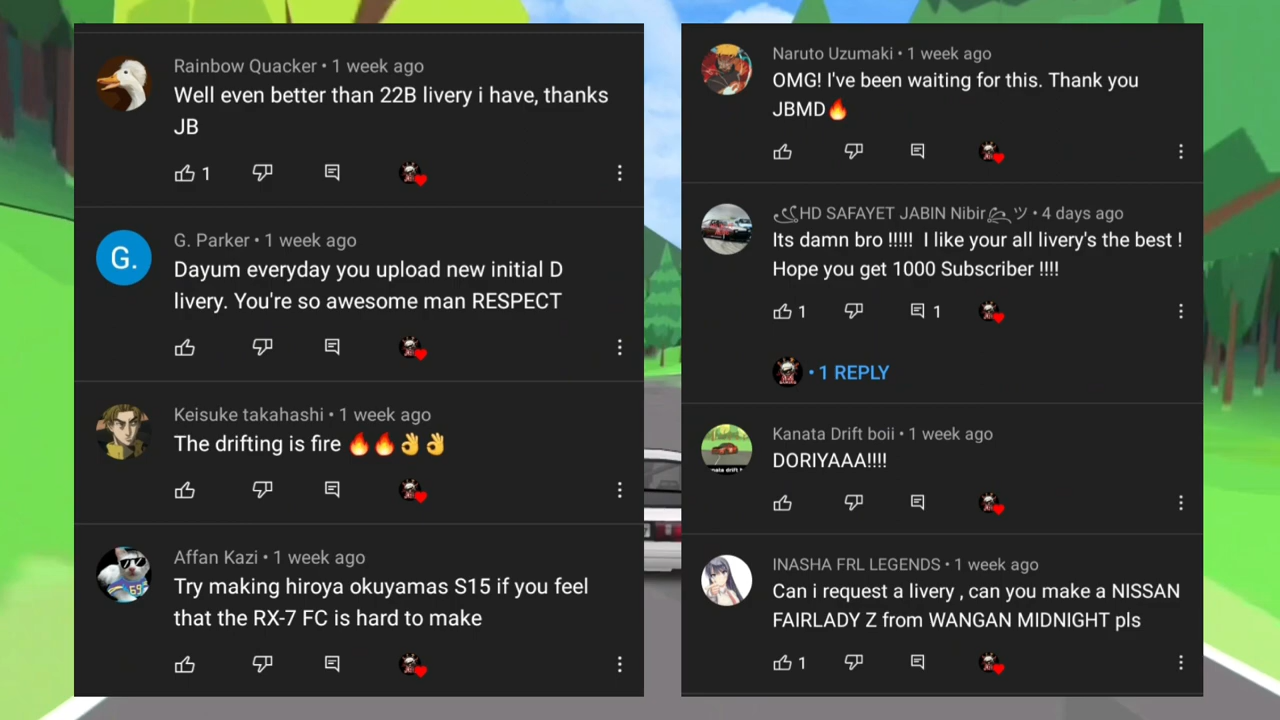 Rainbow Quacker • 1 week ago
Well even better than 22B livery i have, thanks
JB
1
G. Parker • 1 week ago
G.
Dayum everyday you upload new initial D
livery. You're so awesome man RESPECT
Keisuke takahashi • 1 week ago
The drifting is fire 🔥🔥👌👌
Affan Kazi • 1 week ago
Try making hiroya okuyamas S15 if you feel
that the RX-7 FC is hard to make
Naruto Uzumaki • 1 week ago
OMG! I've been waiting for this. Thank you
JBMD🔥
HD SAFAYET JABIN Nibir ツ • 4 days ago
Its damn bro !!!!! I like your all livery's the best !
Hope you get 1000 Subscriber !!!!
1 1
• 1 REPLY
Kanata Drift boii • 1 week ago
DORIYAAA!!!!
INASHA FRL LEGENDS • 1 week ago
Can i request a livery , can you make a NISSAN
FAIRLADY Z from WANGAN MIDNIGHT pls
1